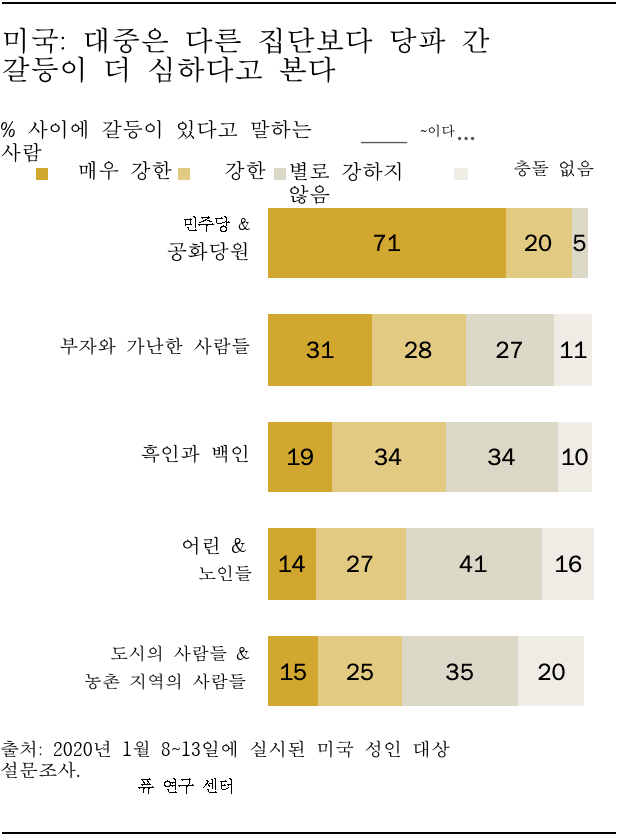 미국: 대중은 다른 집단보다 당파 간
갈등이 더 심하다고 본다
% 사이에 갈등이 있다고 말하는 ____ ~이다...
사람
매우 강한 강한 별로 강하지 충돌 없음
않음
민주당 &
공화당원
71 20 5
부자와 가난한 사람들
31 28 27 11
흑인과 백인
19 34 34 10
어린 &
노인들
14 27 41 16
도시의 사람들 &
농촌 지역의 사람들
15 25 35 20
출처: 2020년 1월 8~13일에 실시된 미국 성인 대상
설문조사.
퓨 연구 센터